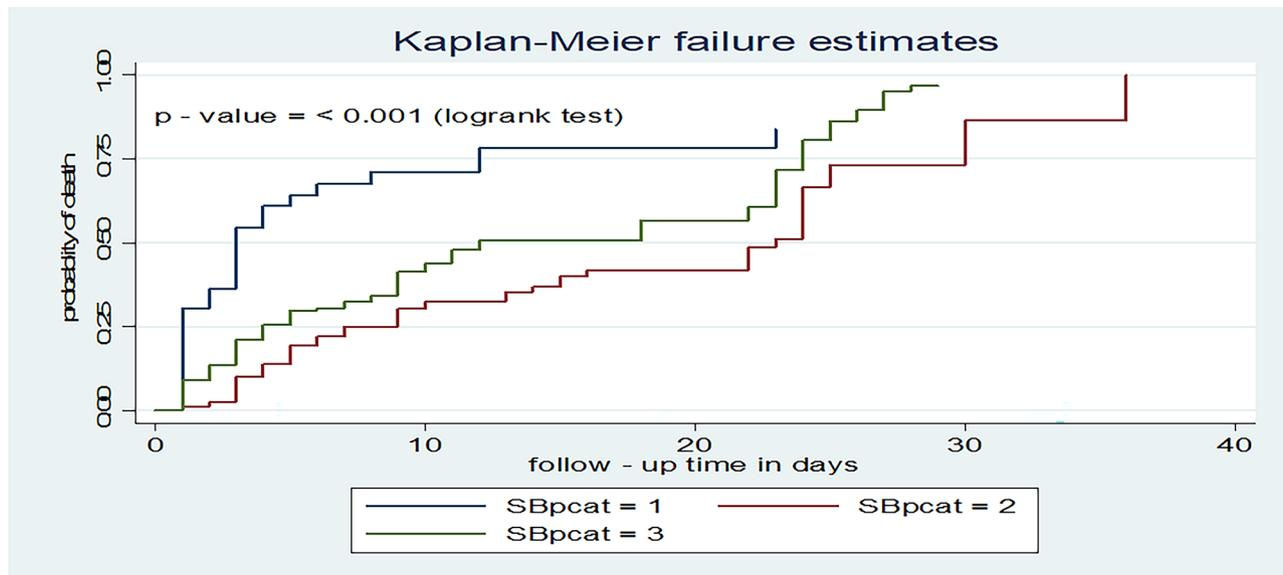 Kaplan-Meier failure estimates
p - value = < 0.001 (logrank test)
probability of death
1.00
0.75
0.50
0.25
0.00
0 10 20 30 40
follow - up time in days
SBpcat = 1 SBpcat = 2
SBpcat = 3